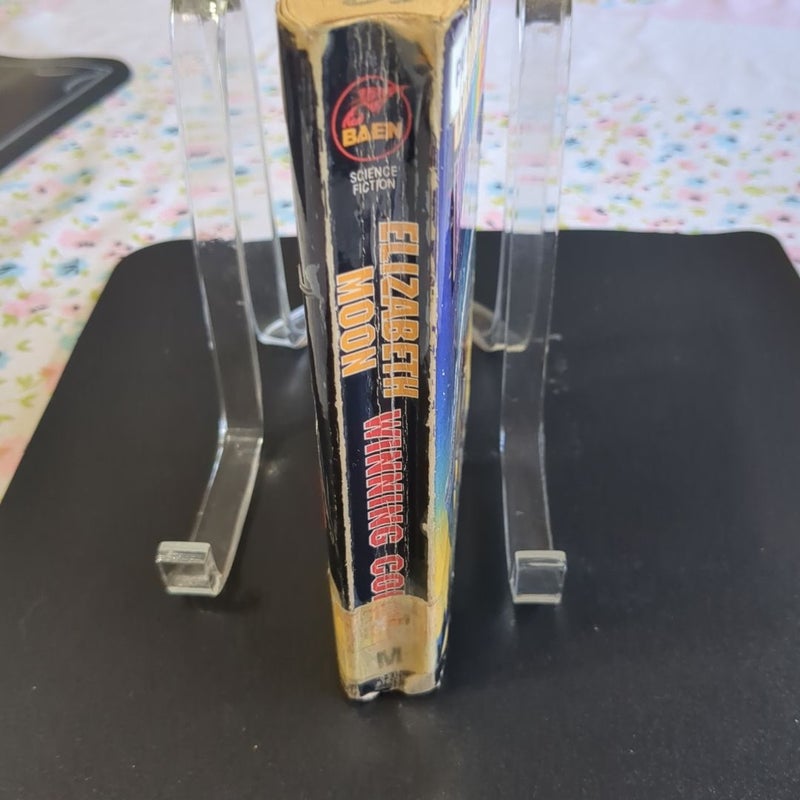 BAEN
SCIENCE
FICTION
ELIZABETH
MOON
WINNING CO
M